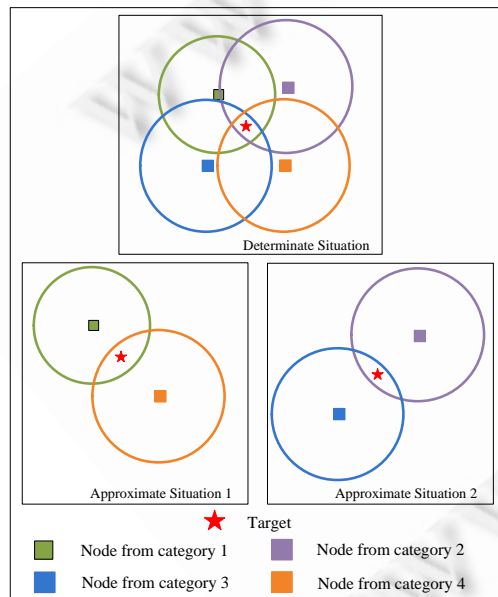 Determinate Situation
Approximate Situation 1
Approximate Situation 2
Target
Node from category 1
Node from category 2
Node from category 3
Node from category 4